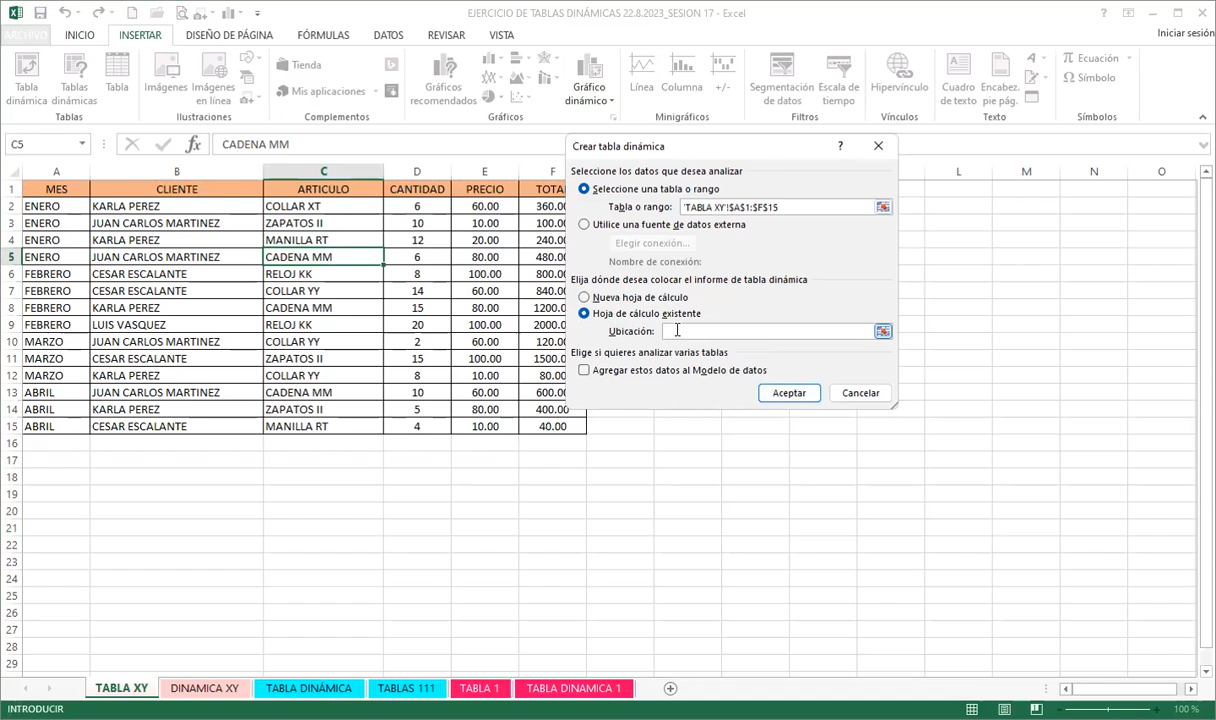 EJERCICIO DE TABLAS DINÁMICAS 22.8.2023_SESION 17 - Excel
?
ARCHIVO INICIO INSERTAR DISEÑO DE PÁGINA FÓRMULAS DATOS REVISAR VISTA Iniciar sesión
Tabla dinámica
Tablas dinámicas
Tabla
Imágenes
Imágenes en línea
Tienda
Mis aplicaciones
Gráficos recomendados
Gráfico dinámico
Línea
Columna
+/-
Segmentación de datos
Escala de tiempo
Hipervínculo
Cuadro de texto
Encabez. pie pág.
Ecuación
Símbolo
Tablas Ilustraciones Complementos Gráficos Minigráficos Filtros Vínculos Texto Símbolos
C5 fx CADENA MM
A B C D E F L M N O
1 MES CLIENTE ARTICULO CANTIDAD PRECIO TOTA
2 ENERO KARLA PEREZ COLLAR XT 6 60.00 360.00
3 ENERO JUAN CARLOS MARTINEZ ZAPATOS II 10 10.00 100.00
4 ENERO KARLA PEREZ MANILLA RT 12 20.00 240.00
5 ENERO JUAN CARLOS MARTINEZ CADENA MM 6 80.00 480.00
6 FEBRERO CESAR ESCALANTE RELOJ KK 8 100.00 800.00
7 FEBRERO CESAR ESCALANTE COLLAR YY 14 60.00 840.00
8 FEBRERO KARLA PEREZ CADENA MM 15 80.00 1200.00
9 FEBRERO LUIS VASQUEZ RELOJ KK 20 100.00 2000.00
10 MARZO JUAN CARLOS MARTINEZ COLLAR YY 2 60.00 120.00
11 MARZO CESAR ESCALANTE ZAPATOS II 15 100.00 1500.00
12 MARZO KARLA PEREZ COLLAR YY 8 10.00 80.00
13 ABRIL JUAN CARLOS MARTINEZ CADENA MM 10 60.00 600.00
14 ABRIL KARLA PEREZ ZAPATOS II 5 80.00 400.00
15 ABRIL CESAR ESCALANTE MANILLA RT 4 10.00 40.00
16
17
18
19
20
21
22
23
24
25
26
27
28
29
Crear tabla dinámica ?
Seleccione los datos que desea analizar
Seleccione una tabla o rango
Tabla o rango: 'TABLA XY'!$A$1:$F$15
Utilice una fuente de datos externa
Elegir conexión...
Nombre de conexión:
Elija dónde desea colocar el informe de tabla dinámica
Nueva hoja de cálculo
Hoja de cálculo existente
Ubicación:
Elige si quieres analizar varias tablas
Agregar estos datos al Modelo de datos
Aceptar Cancelar
TABLA XY DINAMICA XY TABLA DINÁMICA TABLAS 111 TABLA 1 TABLA DINAMICA 1
INTRODUCIR 100 %